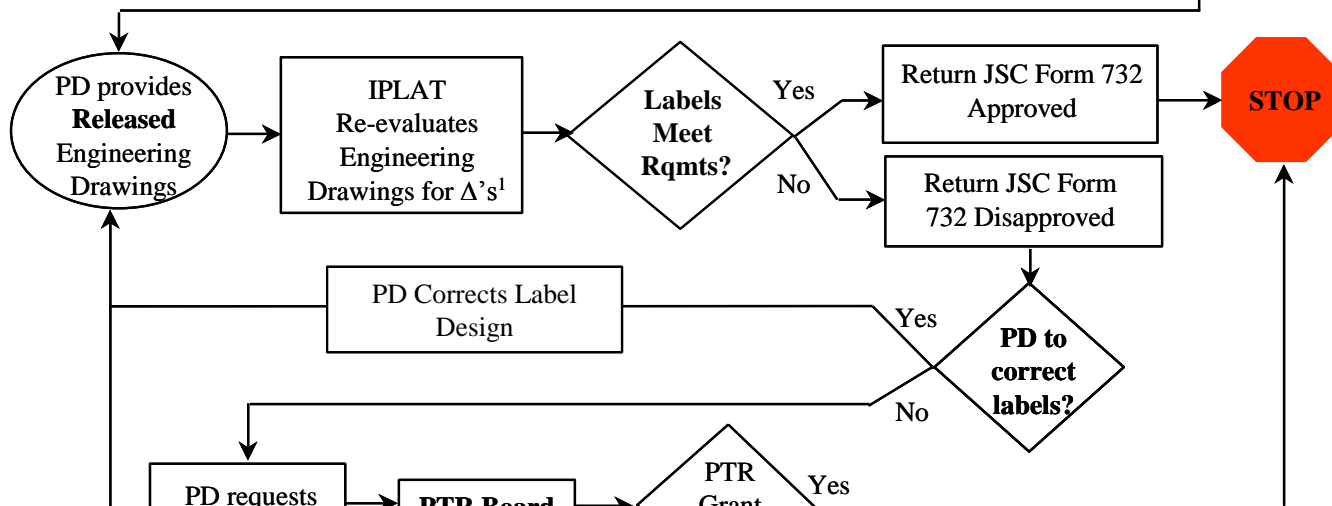 PD provides
Released
Engineering
Drawings
IPLAT
Re-evaluates
Engineering
Drawings for Δ's¹
Labels
Meet
Rqmts?
Yes
No
Return JSC Form 732
Approved
STOP
Return JSC Form
732 Disapproved
PD Corrects Label
Design
Yes
No
PD to
correct
labels?
PD requests
PTR Board
PTR
Grant
Yes